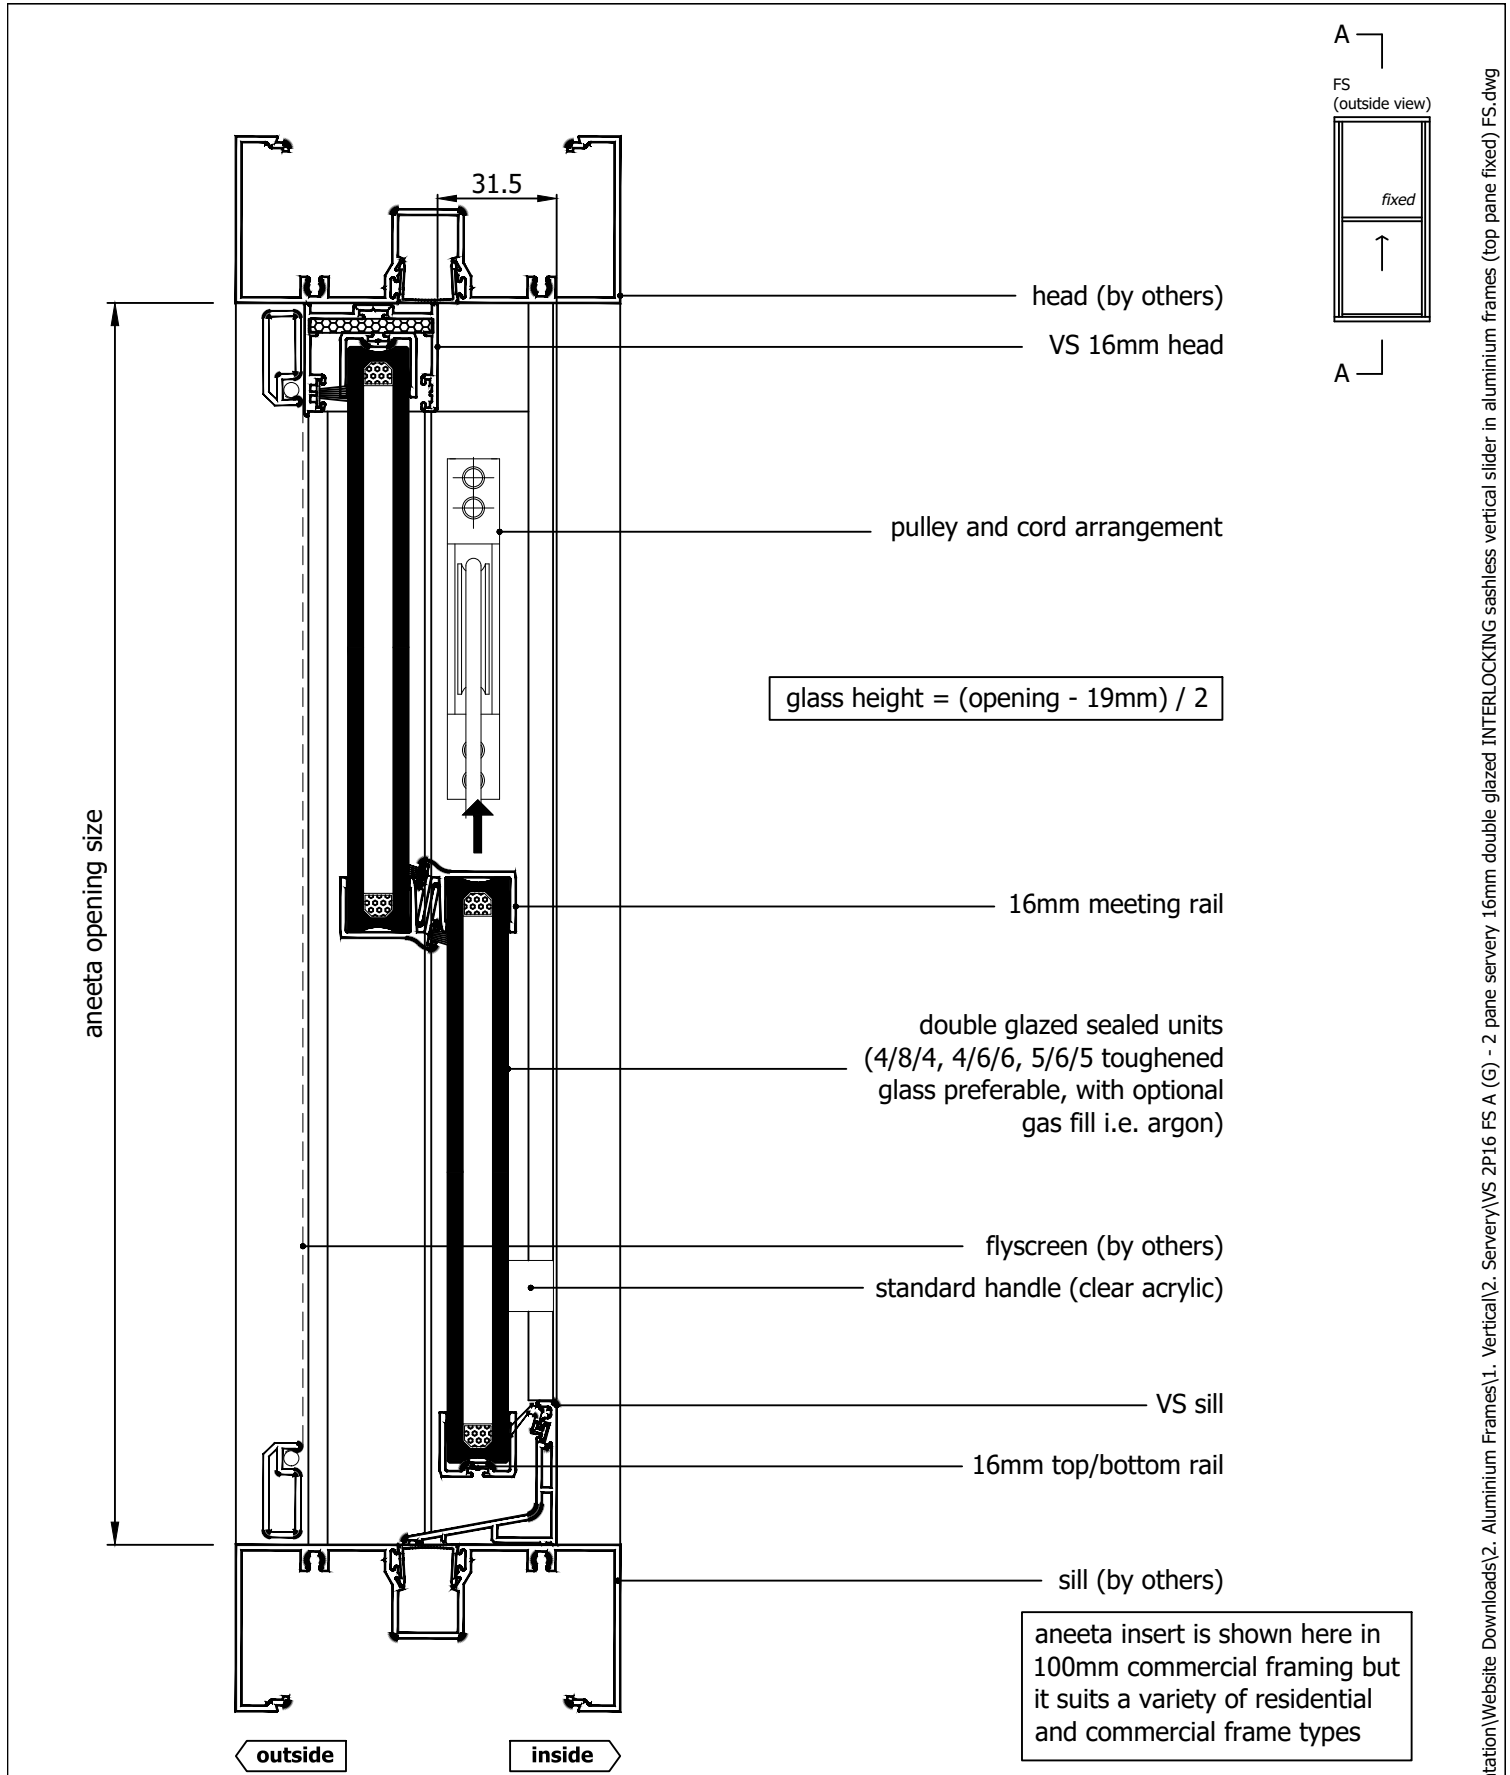 A
FS
(outside view)
fixed
A
31.5
head (by others)
VS 16mm head
pulley and cord arrangement
glass height = (opening - 19mm) / 2
aneeta opening size
16mm meeting rail
double glazed sealed units
(4/8/4, 4/6/6, 5/6/5 toughened
glass preferable, with optional
gas fill i.e. argon)
flyscreen (by others)
standard handle (clear acrylic)
VS sill
16mm top/bottom rail
sill (by others)
aneeta insert is shown here in
100mm commercial framing but
it suits a variety of residential
and commercial frame types
outside
inside
ntation\Website Downloads\2. Aluminium Frames\1. Vertical\2. Servery\VS 2P16 FS A (G) - 2 pane servery 16mm double glazed INTERLOCKING sashless vertical slider in aluminium frames (top pane fixed) FS.dwg